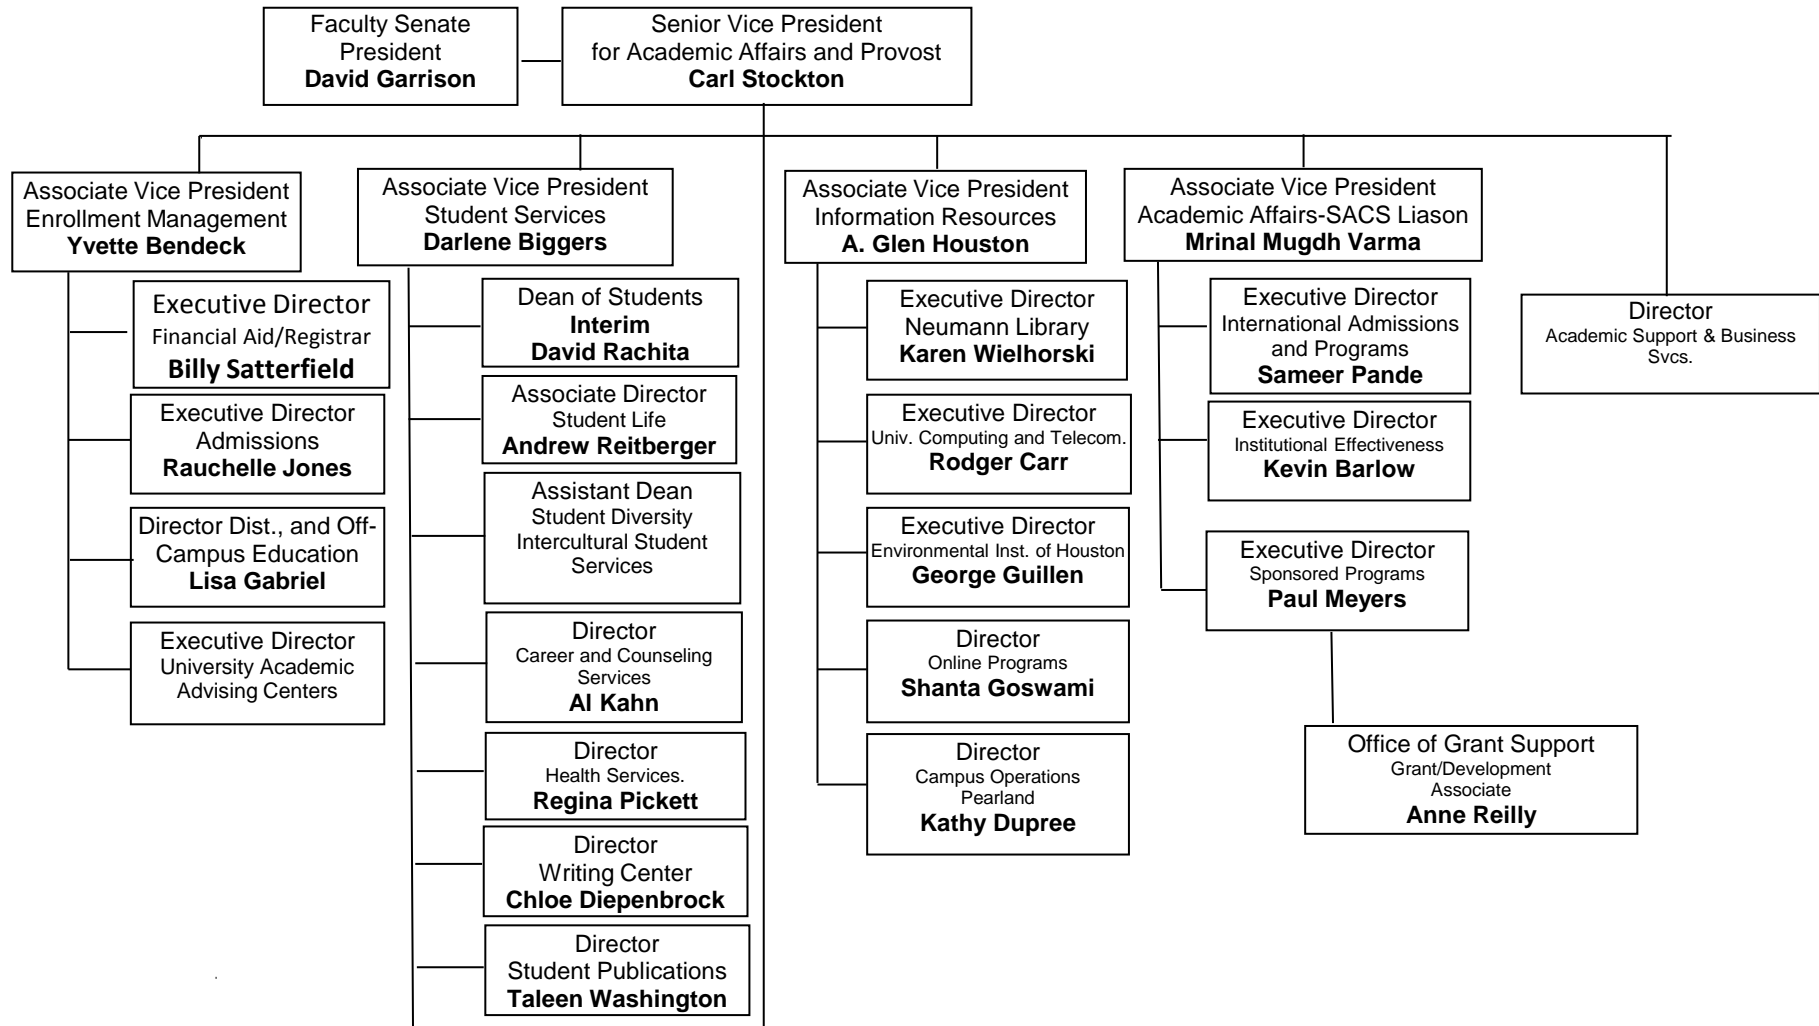 Faculty Senate
President
David Garrison
Senior Vice President
for Academic Affairs and Provost
Carl Stockton
Associate Vice President
Enrollment Management
Yvette Bendeck
Executive Director
Financial Aid/Registrar
Billy Satterfield
Executive Director
Admissions
Rauchelle Jones
Director Dist., and Off-
Campus Education
Lisa Gabriel
Executive Director
University Academic
Advising Centers
Associate Vice President
Student Services
Darlene Biggers
Dean of Students
Interim
David Rachita
Associate Director
Student Life
Andrew Reitberger
Assistant Dean
Student Diversity
Intercultural Student
Services
Director
Career and Counseling
Services
Al Kahn
Director
Health Services.
Regina Pickett
Director
Writing Center
Chloe Diepenbrock
Director
Student Publications
Taleen Washington
Associate Vice President
Information Resources
A. Glen Houston
Executive Director
Neumann Library
Karen Wielhorski
Executive Director
Univ. Computing and Telecom.
Rodger Carr
Executive Director
Environmental Inst. of Houston
George Guillen
Director
Online Programs
Shanta Goswami
Director
Campus Operations
Pearland
Kathy Dupree
Associate Vice President
Academic Affairs-SACS Liason
Mrinal Mugdh Varma
Executive Director
International Admissions
and Programs
Sameer Pande
Executive Director
Institutional Effectiveness
Kevin Barlow
Executive Director
Sponsored Programs
Paul Meyers
Office of Grant Support
Grant/Development
Associate
Anne Reilly
Director
Academic Support & Business
Svcs.